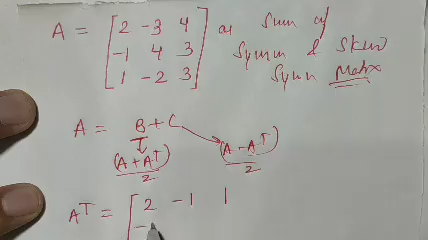 A = [ 2 -3 4 as Sum of
-1 4 3 Symm & Skew
1 -2 3 ] Symm Matrix
A = B + C
(A + A^T)/2 (A - A^T)/2
A^T = [ 2 -1 1
-